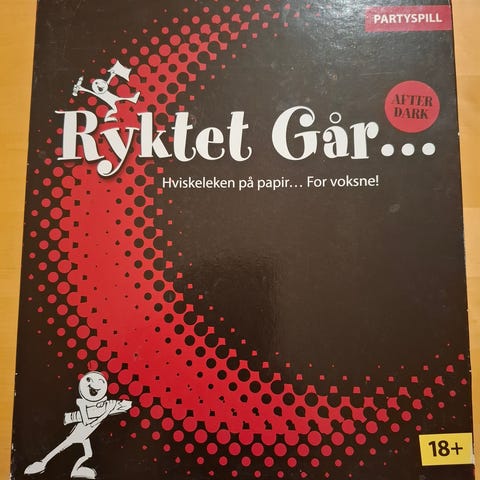 PARTYSPILL
AFTER
DARK
Ryktet Går...
Hviskeleken på papir... For voksne!
18+